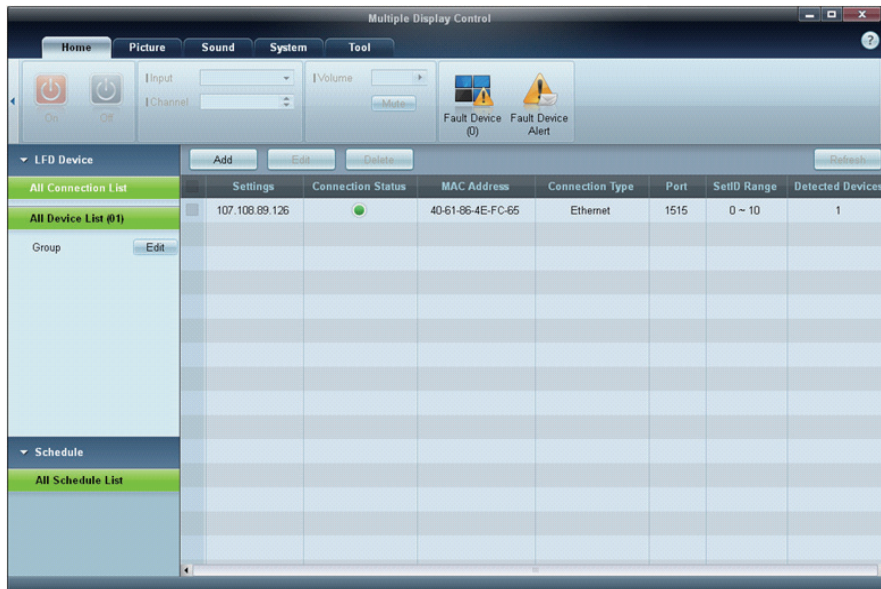 Multiple Display Control
Home Picture Sound System Tool
?
On Off
Input
Channel
Volume
Mute
Fault Device
(0)
Fault Device
Alert
LFD Device
Add Edit Delete Refresh
All Connection List
Settings Connection Status MAC Address Connection Type Port SetID Range Detected Devices
All Device List (01)
107.108.89.126 40-61-86-4E-FC-65 Ethernet 1515 0 ~ 10 1
Group Edit
Schedule
All Schedule List